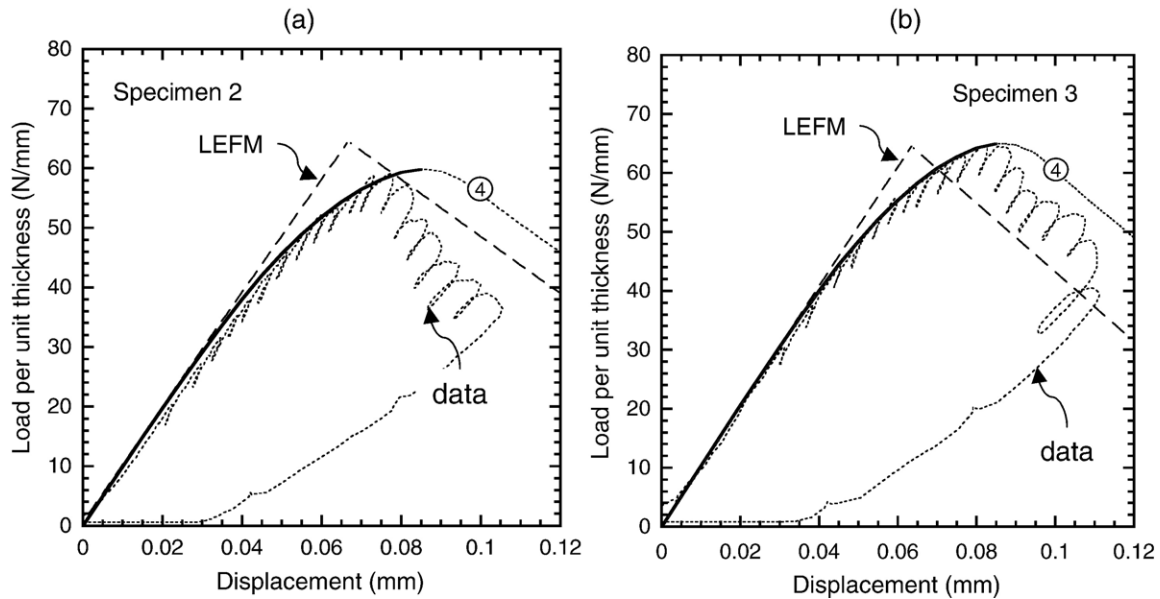 (a)
Load per unit thickness (N/mm)
80
70
60
50
40
30
20
10
0
Specimen 2
LEFM
4
data
0 0.02 0.04 0.06 0.08 0.1 0.12
Displacement (mm)
(b)
Load per unit thickness (N/mm)
80
70
60
50
40
30
20
10
0
Specimen 3
LEFM
4
data
0 0.02 0.04 0.06 0.08 0.1 0.12
Displacement (mm)